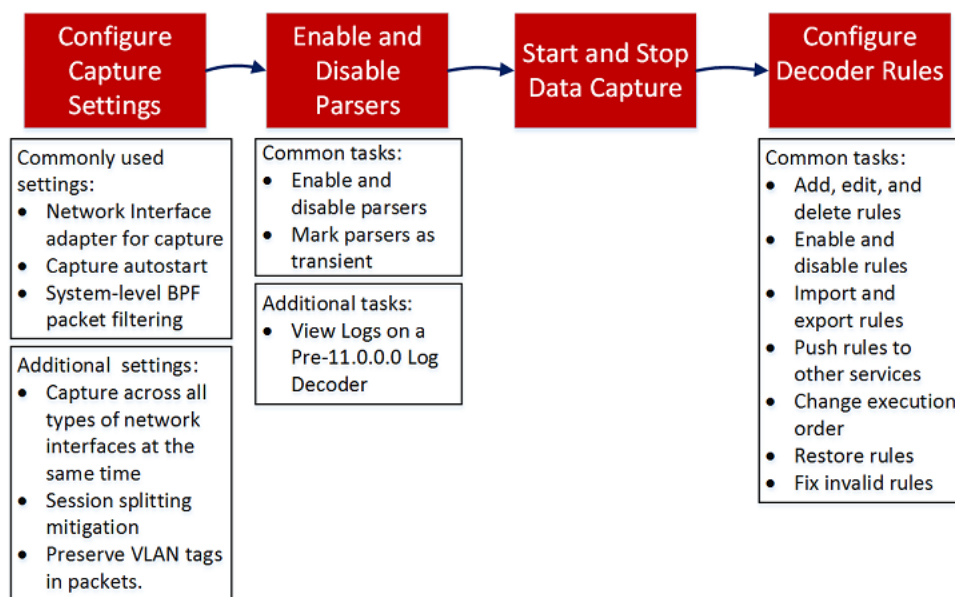 Configure
Capture
Settings
Enable and
Disable
Parsers
Start and Stop
Data Capture
Configure
Decoder Rules
Commonly used
settings:
• Network Interface
adapter for capture
• Capture autostart
• System-level BPF
packet filtering
Additional settings:
• Capture across all
types of network
interfaces at the
same time
• Session splitting
mitigation
• Preserve VLAN tags
in packets.
Common tasks:
• Enable and
disable parsers
• Mark parsers as
transient
Additional tasks:
• View Logs on a
Pre-11.0.0.0 Log
Decoder
Common tasks:
• Add, edit, and
delete rules
• Enable and
disable rules
• Import and
export rules
• Push rules to
other services
• Change execution
order
• Restore rules
• Fix invalid rules